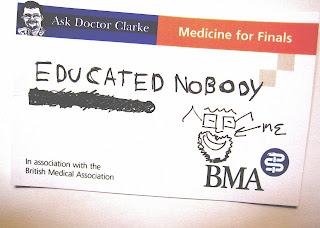 Ask Doctor Clarke
Medicine for Finals
EDUCATED NOBODY
ME
In association with the
British Medical Association
BMA